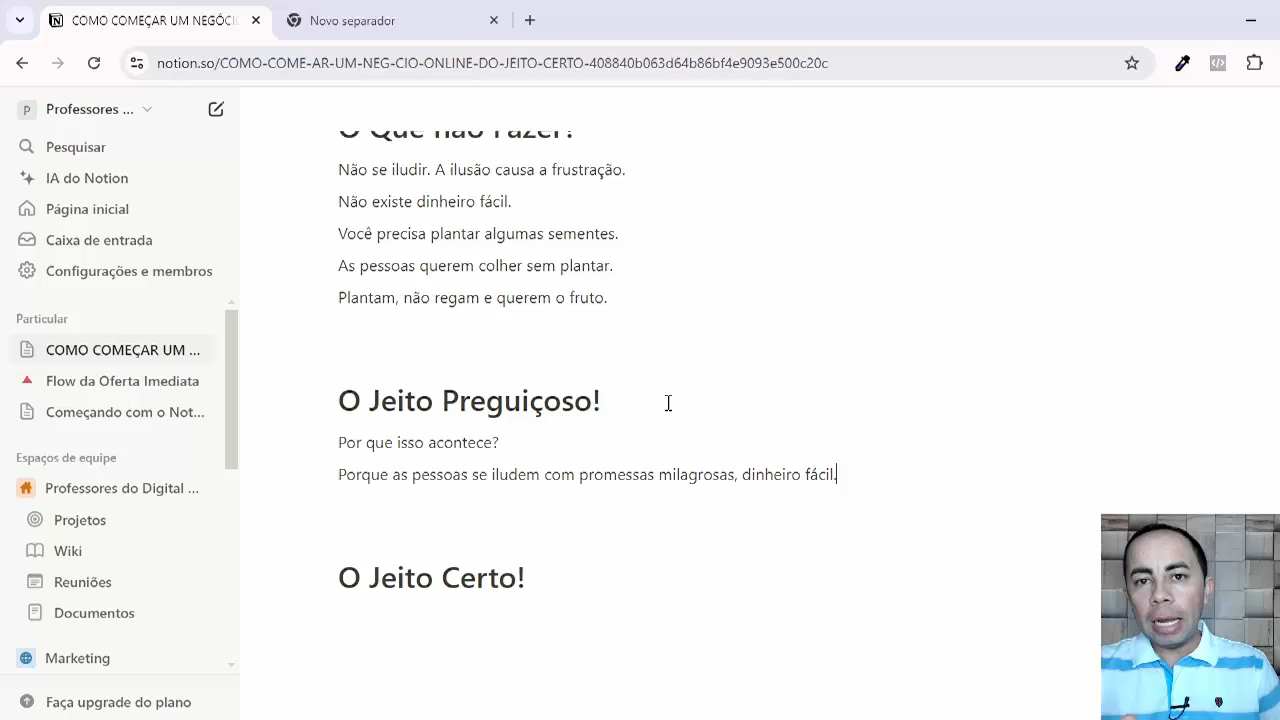 COMO COMEÇAR UM NEGÓCI
Novo separador
notion.so/COMO-COME-AR-UM-NEG-CIO-ONLINE-DO-JEITO-CERTO-408840b063d64b86bf4e9093e500c20c
P Professores ...
Pesquisar
IA do Notion
Página inicial
Caixa de entrada
Configurações e membros
Particular
COMO COMEÇAR UM ...
Flow da Oferta Imediata
Começando com o Not...
Espaços de equipe
Professores do Digital ...
Projetos
Wiki
Reuniões
Documentos
Marketing
Faça upgrade do plano
O Que não Fazer!
Não se iludir. A ilusão causa a frustração.
Não existe dinheiro fácil.
Você precisa plantar algumas sementes.
As pessoas querem colher sem plantar.
Plantam, não regam e querem o fruto.
O Jeito Preguiçoso!
Por que isso acontece?
Porque as pessoas se iludem com promessas milagrosas, dinheiro fácil.
O Jeito Certo!